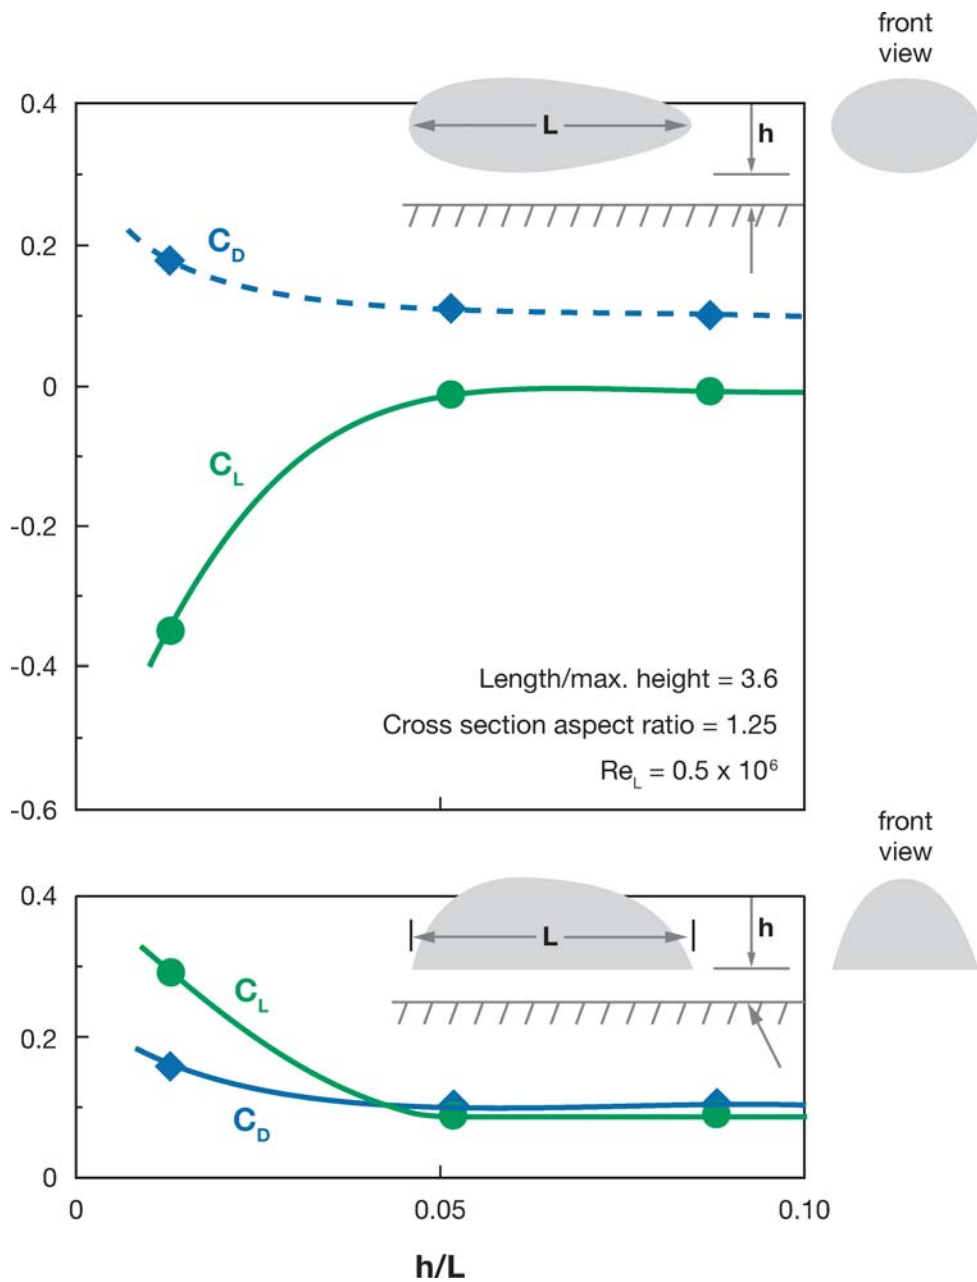 front
view
0.4
L
h
0.2
C_D
0
C_L
-0.2
-0.4
Length/max. height = 3.6
Cross section aspect ratio = 1.25
Re_L = 0.5 x 10⁶
-0.6
front
view
0.4
L
h
C_L
0.2
C_D
0
0
0.05
0.10
h/L